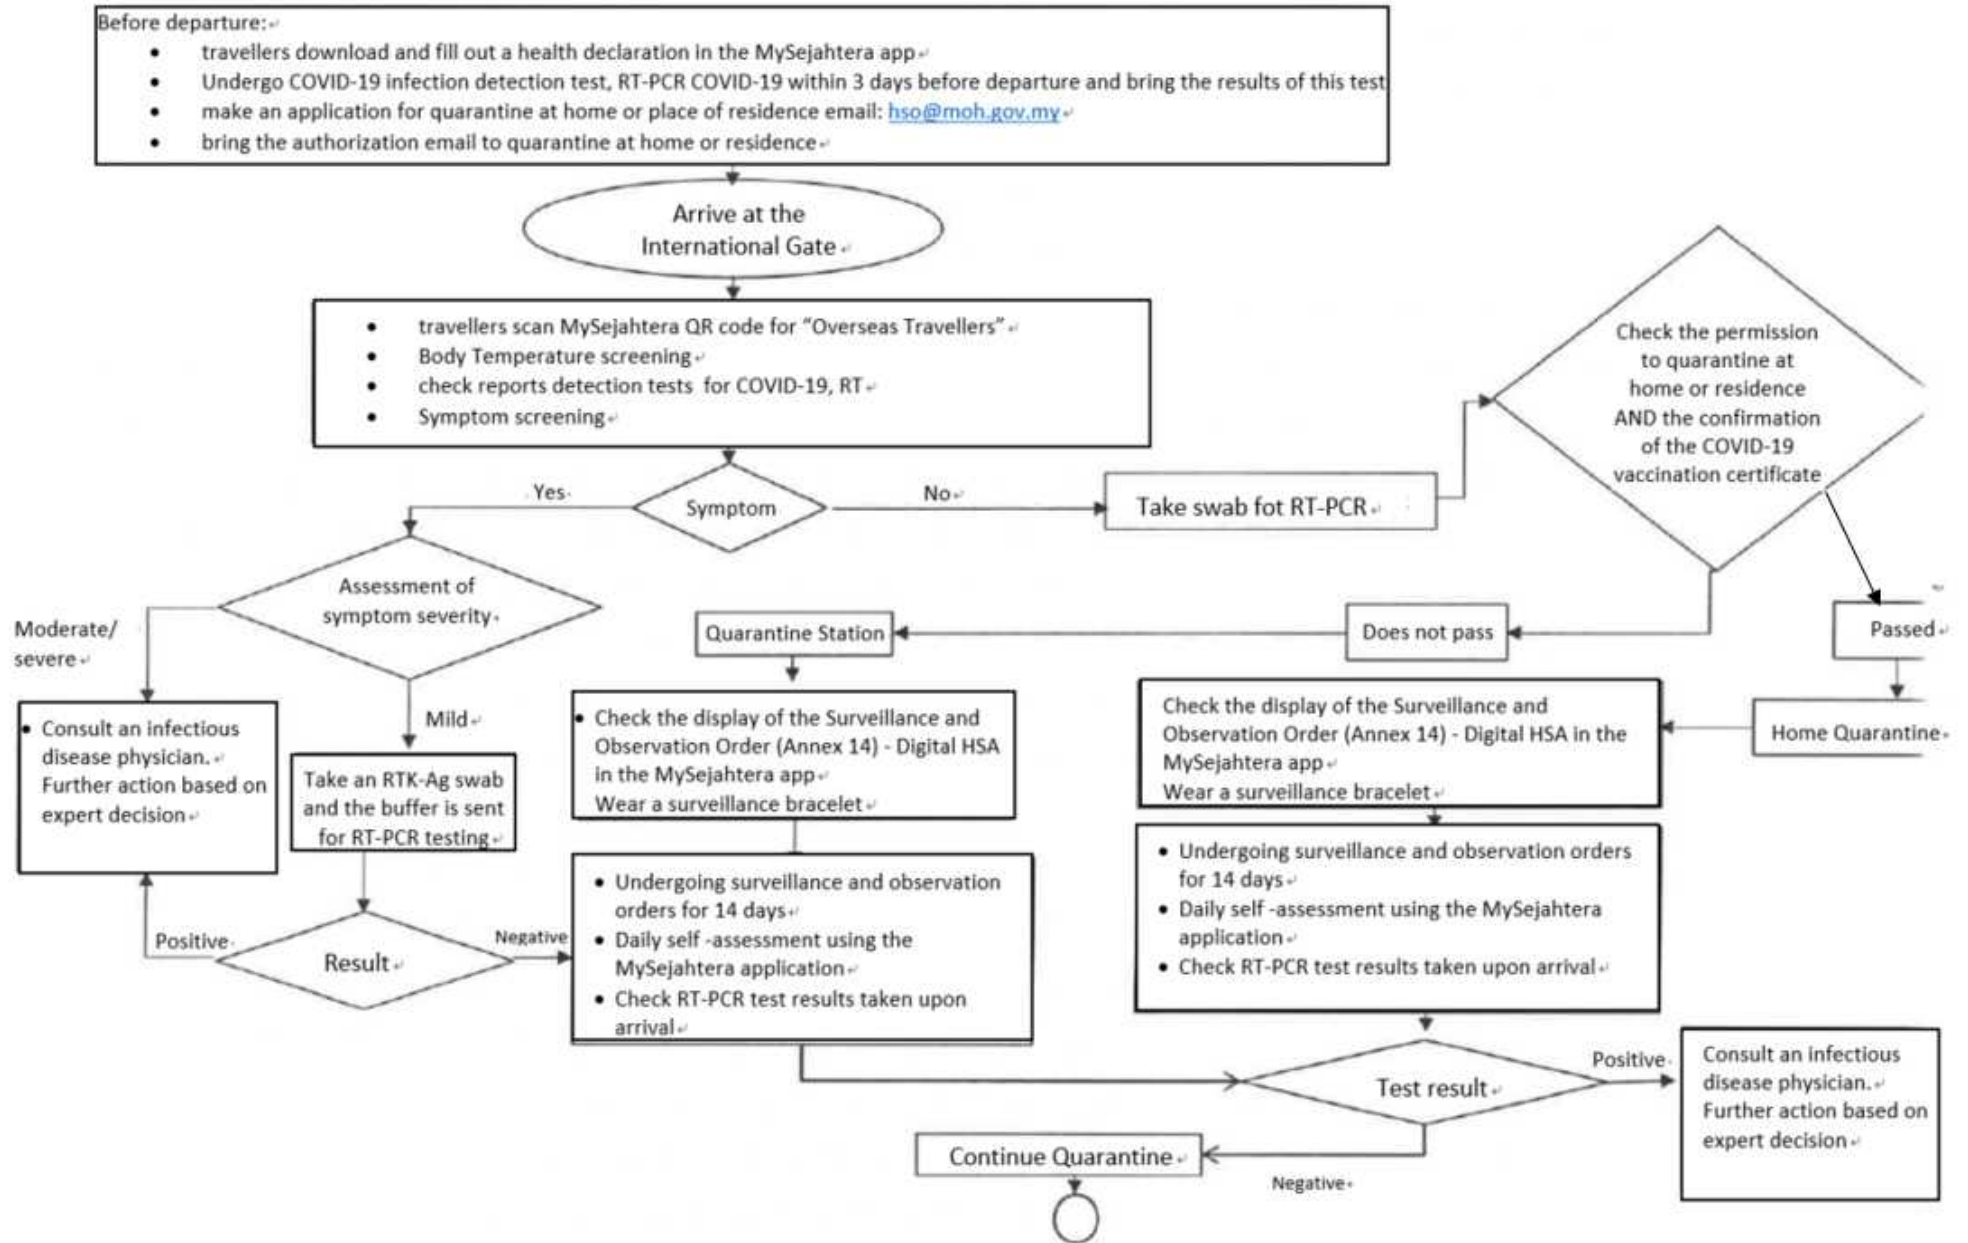 Before departure:
• travellers download and fill out a health declaration in the MySejahtera app
• Undergo COVID-19 infection detection test, RT-PCR COVID-19 within 3 days before departure and bring the results of this test
• make an application for quarantine at home or place of residence email: hso@moh.gov.my
• bring the authorization email to quarantine at home or residence
Arrive at the
International Gate
• travellers scan MySejahtera QR code for “Overseas Travellers”
• Body Temperature screening
• check reports detection tests for COVID-19, RT
• Symptom screening
Symptom
Yes
No
Take swab fot RT-PCR
Check the permission
to quarantine at
home or residence
AND the confirmation
of the COVID-19
vaccination certificate
Assessment of
symptom severity
Moderate/
severe
Mild
Quarantine Station
Does not pass
Passed
Home Quarantine
• Consult an infectious
disease physician.
Further action based on
expert decision
Take an RTK-Ag swab
and the buffer is sent
for RT-PCR testing
• Check the display of the Surveillance and
Observation Order (Annex 14) - Digital HSA
in the MySejahtera app
Wear a surveillance bracelet
Check the display of the Surveillance and
Observation Order (Annex 14) - Digital HSA in the
MySejahtera app
Wear a surveillance bracelet
Positive
Result
Negative
• Undergoing surveillance and observation
orders for 14 days
• Daily self -assessment using the
MySejahtera application
• Check RT-PCR test results taken upon
arrival
• Undergoing surveillance and observation orders
for 14 days
• Daily self -assessment using the MySejahtera
application
• Check RT-PCR test results taken upon arrival
Test result
Positive
Consult an infectious
disease physician.
Further action based on
expert decision
Continue Quarantine
Negative